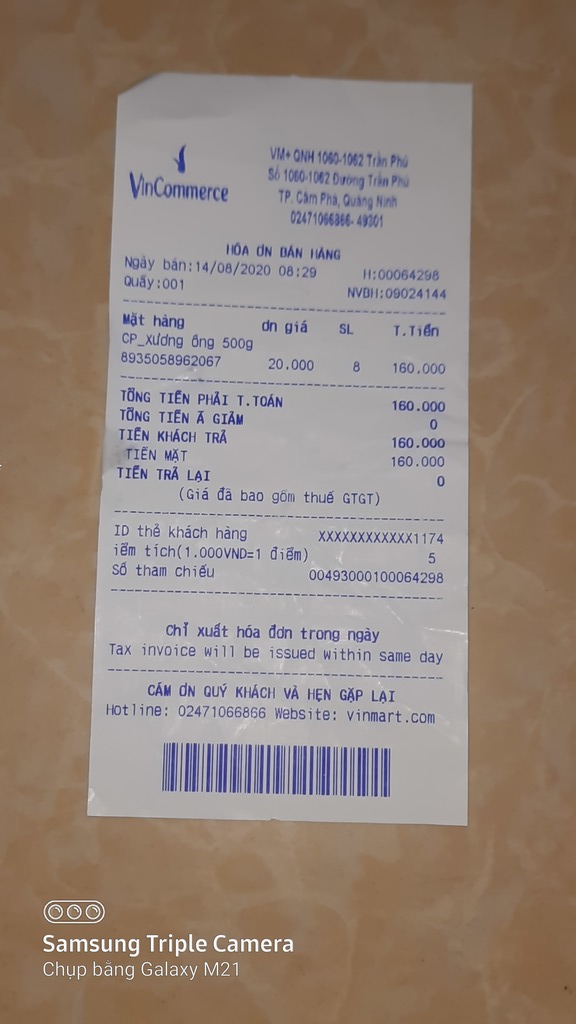 VinCommerce
VM+ QNH 1060-1062 Trần Phú
Số 1060-1062 Đường Trần Phú
TP. Cẩm Phả, Quảng Ninh
02471066866- 49301
HÓA ƠN BÁN HÀNG
Ngày bán:14/08/2020 08:29 H:00064298
Quầy:001 NVBH:09024144
Mặt hàng ơn giá SL T.Tiền
CP_Xương ống 500g
8935058962067 20.000 8 160.000
TỔNG TIỀN PHẢI T.TOÁN 160.000
TỔNG TIỀN Ã GIẢM 0
TIỀN KHÁCH TRẢ 160.000
TIỀN MẶT 160.000
TIỀN TRẢ LẠI 0
(Giá đã bao gồm thuế GTGT)
ID thẻ khách hàng XXXXXXXXXXXX1174
iểm tích(1.000VND=1 điểm) 5
Số tham chiếu 00493000100064298
Chỉ xuất hóa đơn trong ngày
Tax invoice will be issued within same day
CẢM ƠN QUÝ KHÁCH VÀ HẸN GẶP LẠI
Hotline: 02471066866 Website: vinmart.com
Samsung Triple Camera
Chụp bằng Galaxy M21